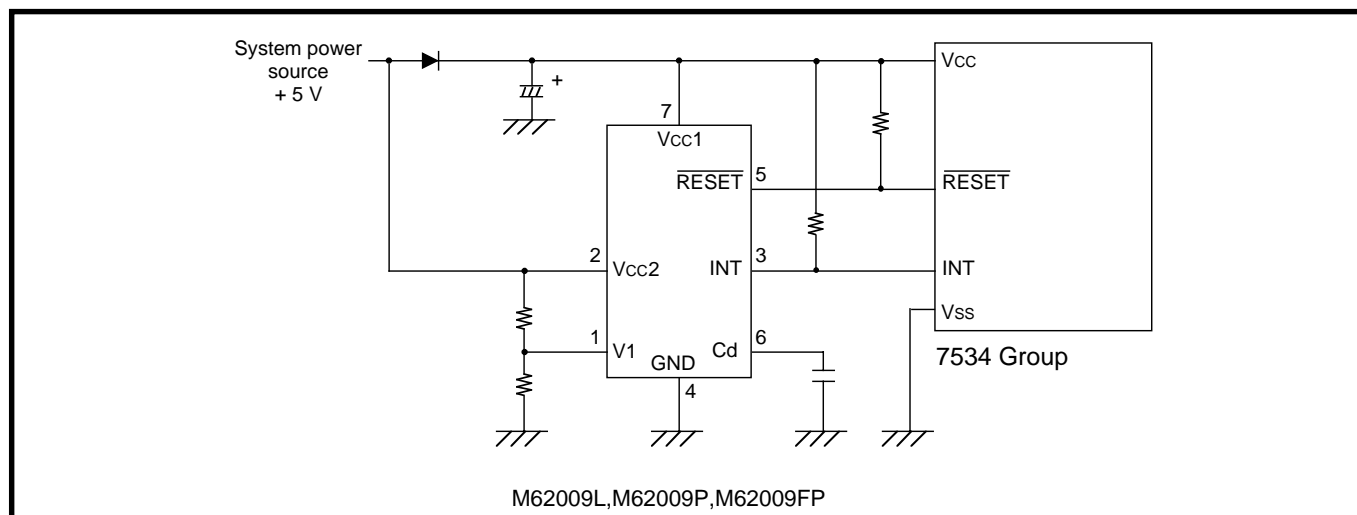 System power
source
+ 5 V
+
7
VCC1
RESET
5
2
VCC2
INT
3
1
V1
Cd
6
GND
4
VCC
RESET
INT
VSS
7534 Group
M62009L,M62009P,M62009FP